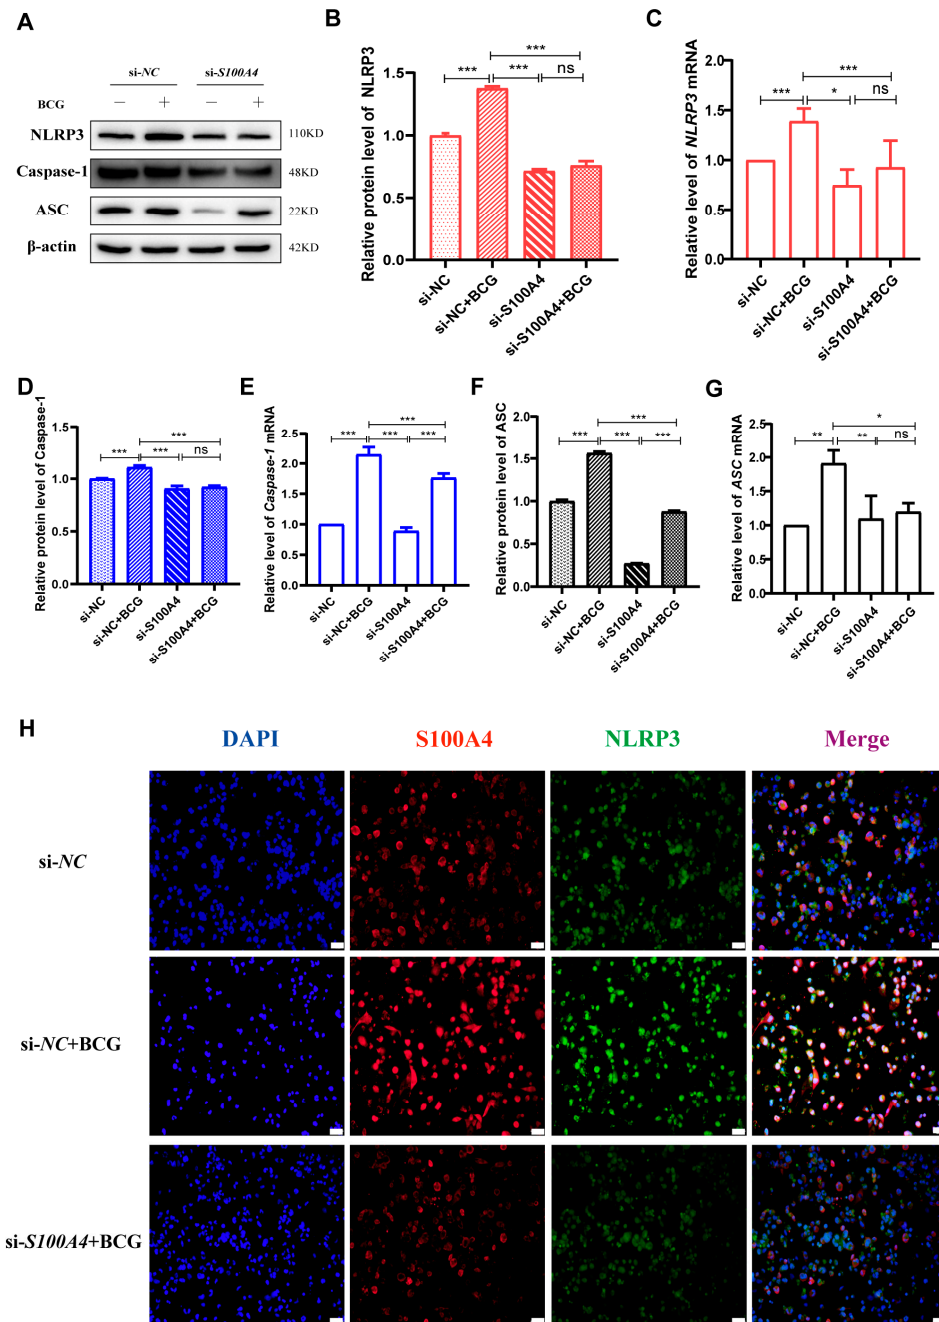 A
si-NC si-S100A4
BCG — + — +
NLRP3 110KD
Caspase-1 48KD
ASC 22KD
β-actin 42KD
B
Relative protein level of NLRP3
1.5
1.0
0.5
0.0
***
*** *** ns
si-NC
si-NC+BCG
si-S100A4
si-S100A4+BCG
C
Relative level of NLRP3 mRNA
2.0
1.5
1.0
0.5
0.0
***
*** * ns
si-NC
si-NC+BCG
si-S100A4
si-S100A4+BCG
D
Relative protein level of Caspase-1
1.5
1.0
0.5
0.0
***
*** *** ns
si-NC
si-NC+BCG
si-S100A4
si-S100A4+BCG
E
Relative level of Caspase-1 mRNA
2.5
2.0
1.5
1.0
0.5
0.0
***
*** *** ***
si-NC
si-NC+BCG
si-S100A4
si-S100A4+BCG
F
Relative protein level of ASC
2.0
1.5
1.0
0.5
0.0
***
*** *** ***
si-NC
si-NC+BCG
si-S100A4
si-S100A4+BCG
G
Relative level of ASC mRNA
2.5
2.0
1.5
1.0
0.5
0.0
*
** ** ns
si-NC
si-NC+BCG
si-S100A4
si-S100A4+BCG
H
DAPI S100A4 NLRP3 Merge
si-NC
si-NC+BCG
si-S100A4+BCG